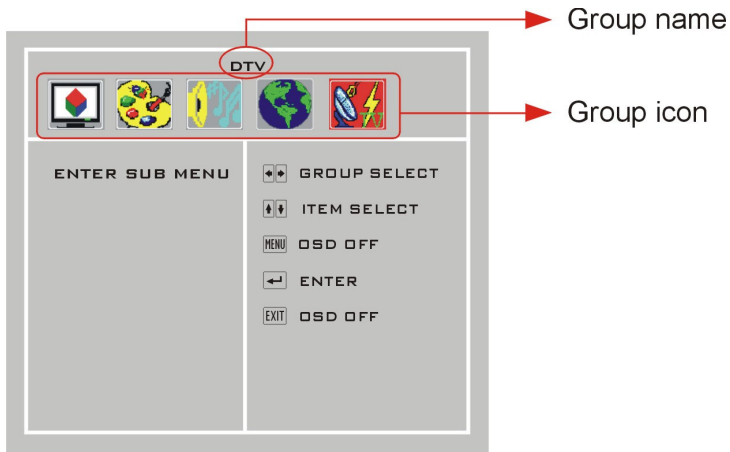 Group name
DTV
Group icon
ENTER SUB MENU
GROUP SELECT
ITEM SELECT
MENU OSD OFF
ENTER
EXIT OSD OFF